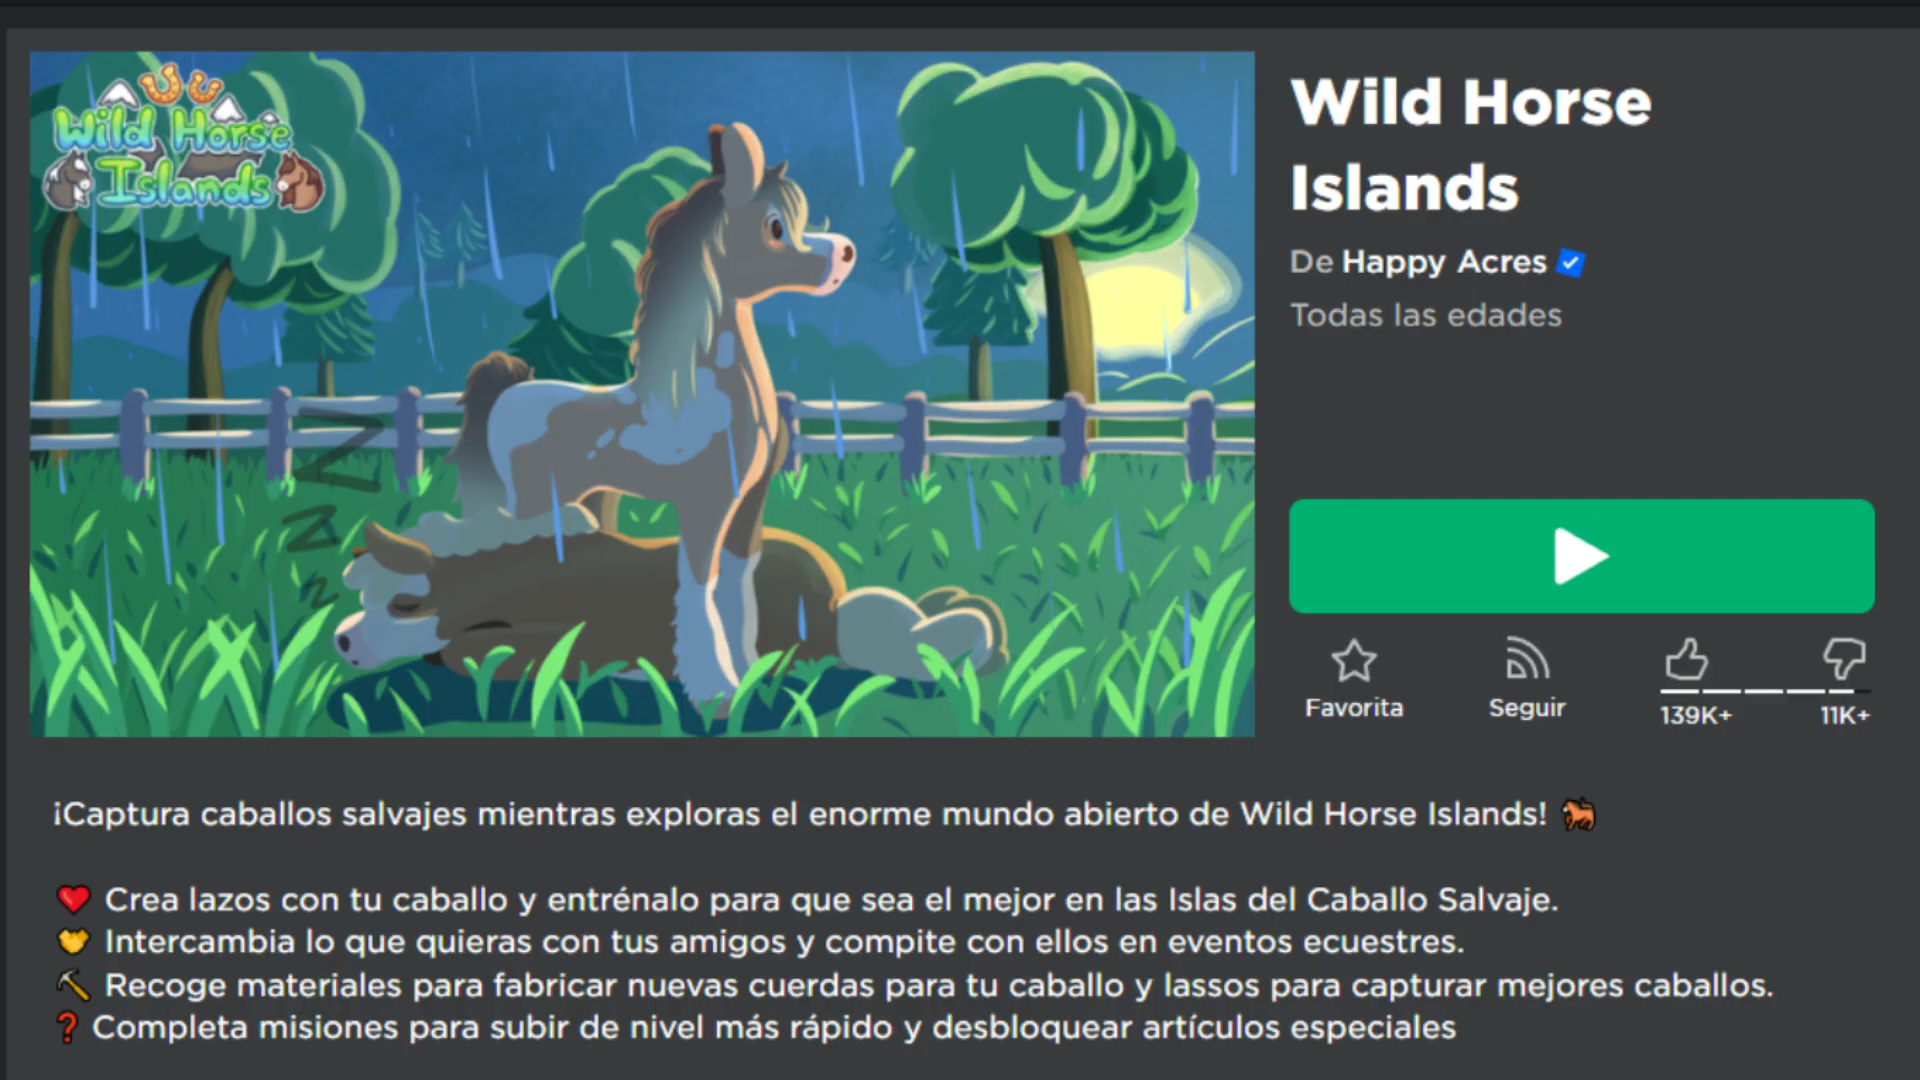 Wild Horse
Islands
Z
Z
z
Wild Horse
Islands
De Happy Acres
Todas las edades
Favorita
Seguir
139K+
11K+
¡Captura caballos salvajes mientras exploras el enorme mundo abierto de Wild Horse Islands! 🐎
❤️ Crea lazos con tu caballo y entrénalo para que sea el mejor en las Islas del Caballo Salvaje.
🤝 Intercambia lo que quieras con tus amigos y compite con ellos en eventos ecuestres.
⛏️ Recoge materiales para fabricar nuevas cuerdas para tu caballo y lassos para capturar mejores caballos.
❓ Completa misiones para subir de nivel más rápido y desbloquear artículos especiales